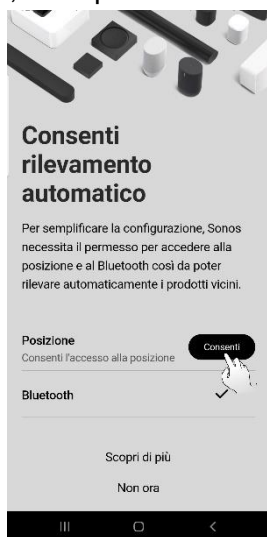 Consenti
rilevamento
automatico
Per semplificare la configurazione, Sonos
necessita il permesso per accedere alla
posizione e al Bluetooth così da poter
rilevare automaticamente i prodotti vicini.
Posizione
Consenti l'accesso alla posizione
Consenti
Bluetooth
Scopri di più
Non ora